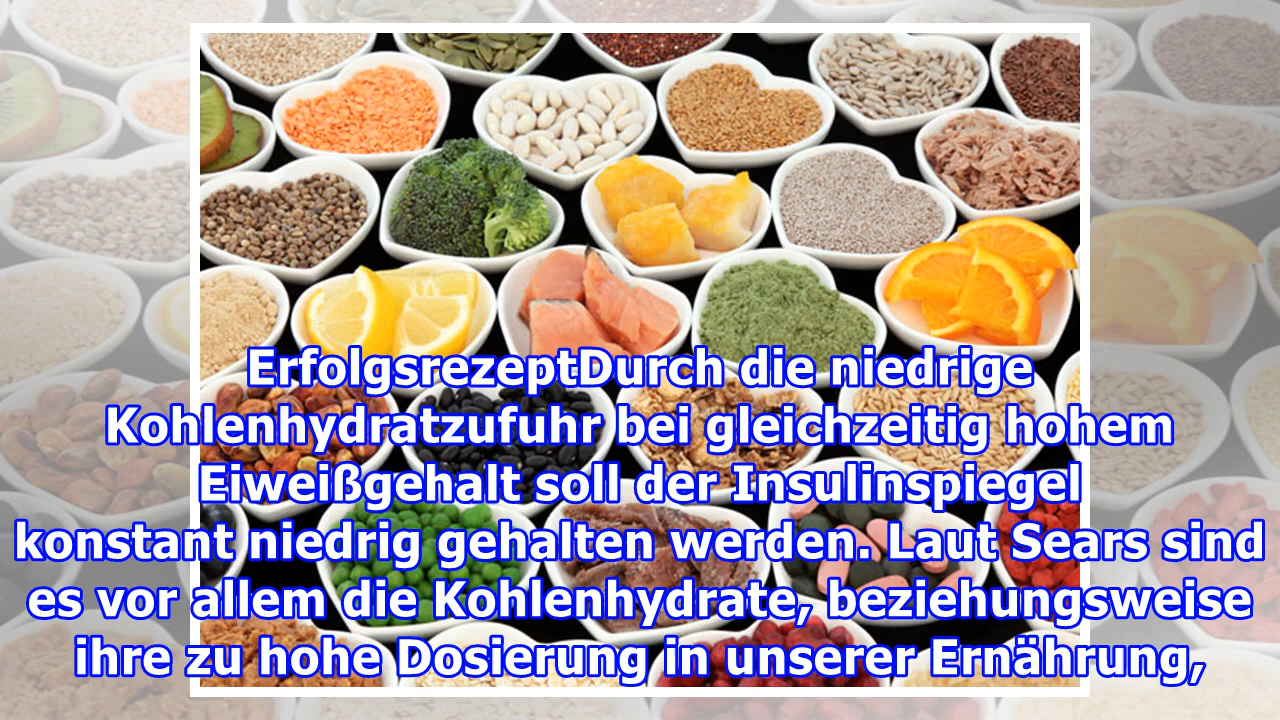 ErfolgsrezeptDurch die niedrige
Kohlenhydratzufuhr bei gleichzeitig hohem
Eiweißgehalt soll der Insulinspiegel
konstant niedrig gehalten werden. Laut Sears sind
es vor allem die Kohlenhydrate, beziehungsweise
ihre zu hohe Dosierung in unserer Ernährung,